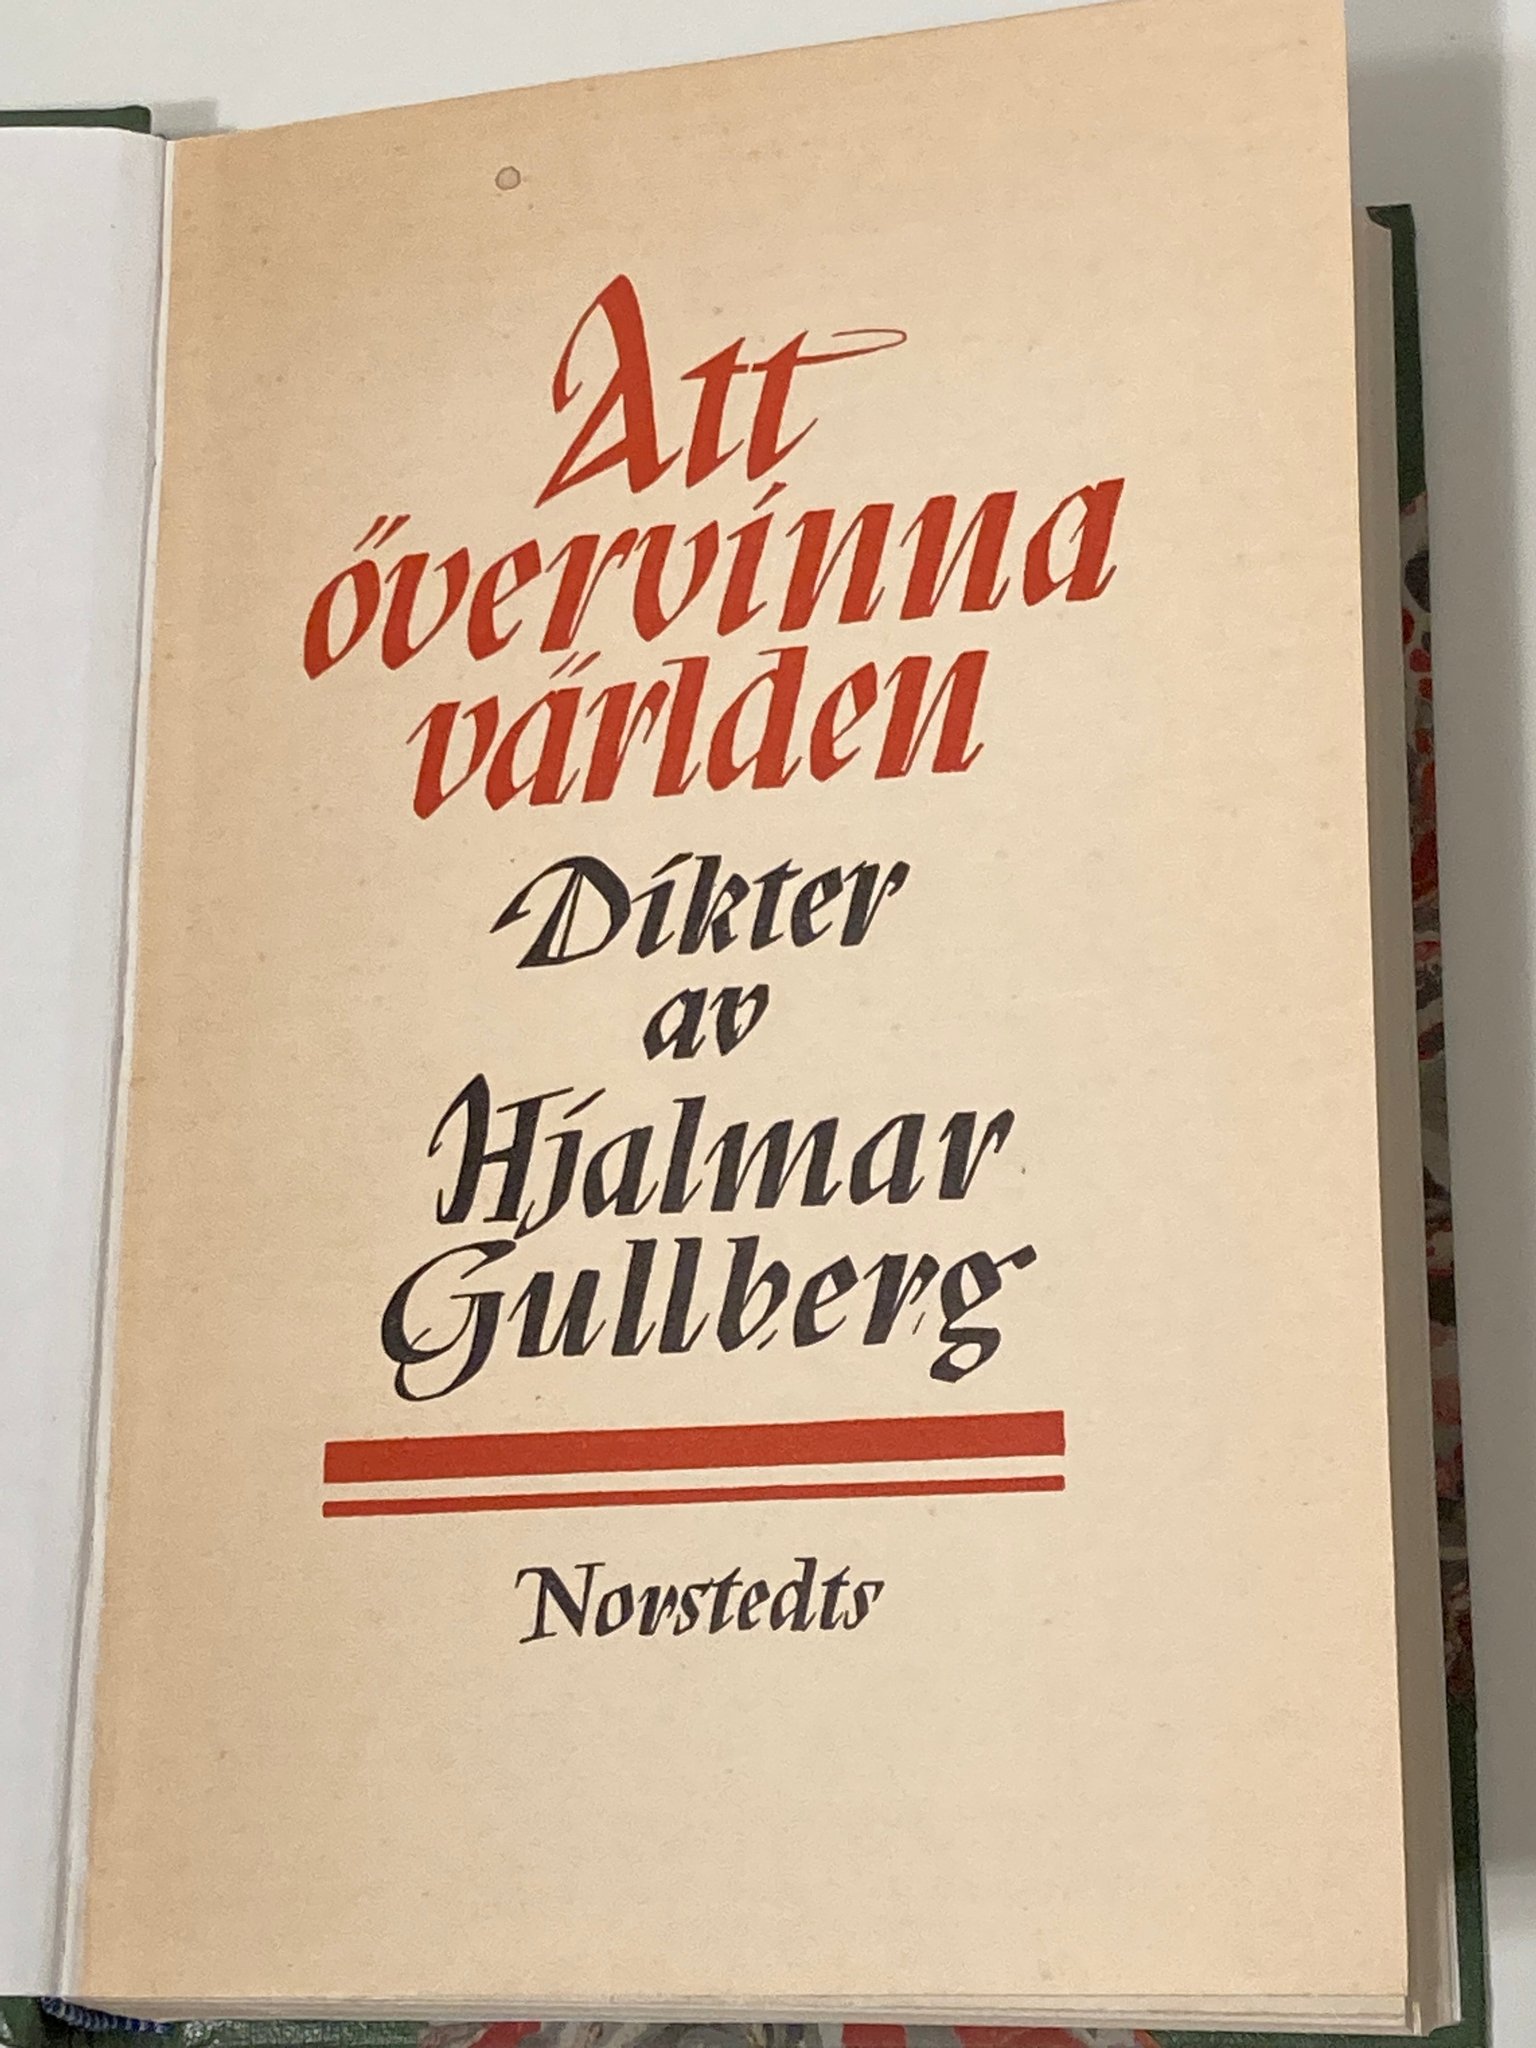 Att
övervinna
världen
Dikter
av
Hjalmar
Gullberg
Norstedts